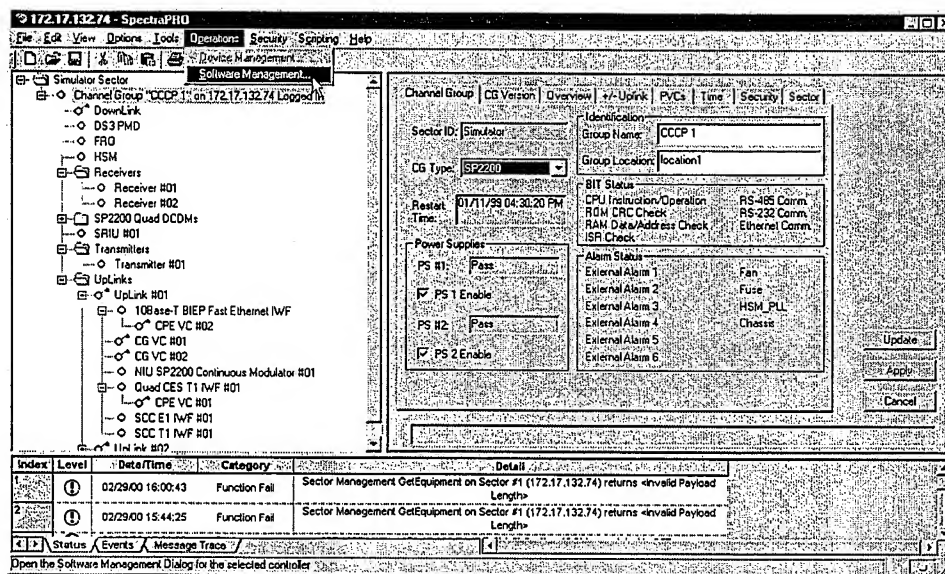 172.17.132.74 - SpectraPRO
File Edit View Options Tools Operations Security Scripting Help
Device Management...
Software Management...
Simulator Sector
Channel Group "CCCP 1" on 172.17.132.74 Logged In
DownLink
DS3 PMD
FRO
HSM
Receivers
Receiver #01
Receiver #02
SP2200 Quad DCDMs
SRIU #01
Transmitters
Transmitter #01
UpLinks
UpLink #01
10Base-T BIEP Fast Ethernet IWF
CPE VC #02
CG VC #01
CG VC #02
NIU SP2200 Continuous Modulator #01
Quad CES T1 IWF #01
CPE VC #01
SCC E1 IWF #01
SCC T1 IWF #01
UpLink #02
Channel Group CG Version Overview +/-Uplink PVCs Time Security Sector
Sector ID: Simulator
CG Type: SP2200
Restart Time: 01/11/99 04:30:20 PM
Power Supplies
PS #1: Pass
PS 1 Enable
PS #2: Pass
PS 2 Enable
Identification
Group Name: CCCP 1
Group Location: location1
BIT Status
CPU Instruction/Operation RS-485 Comm.
ROM CRC Check RS-232 Comm.
RAM Data/Address Check Ethernet Comm.
ISR Check
Alarm Status
External Alarm 1 Fan
External Alarm 2 Fuse
External Alarm 3 HSM_PLL
External Alarm 4 Chassis
External Alarm 5
External Alarm 6
Update
Apply
Cancel
Index Level Date/Time Category Detail
1 02/29/00 16:00:43 Function Fail Sector Management GetEquipment on Sector #1 (172.17.132.74) returns <Invalid Payload
Length>
2 02/29/00 15:44:25 Function Fail Sector Management GetEquipment on Sector #1 (172.17.132.74) returns <Invalid Payload
Length>
Status Events Message Trace
Open the Software Management Dialog for the selected controller